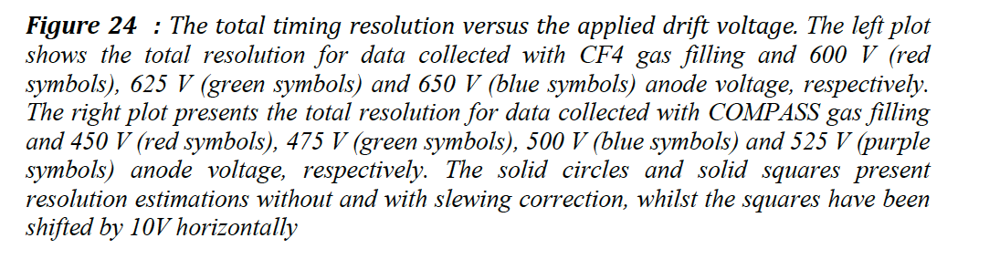 Figure 24 : The total timing resolution versus the applied drift voltage. The left plot
shows the total resolution for data collected with CF4 gas filling and 600 V (red
symbols), 625 V (green symbols) and 650 V (blue symbols) anode voltage, respectively.
The right plot presents the total resolution for data collected with COMPASS gas filling
and 450 V (red symbols), 475 V (green symbols), 500 V (blue symbols) and 525 V (purple
symbols) anode voltage, respectively. The solid circles and solid squares present
resolution estimations without and with slewing correction, whilst the squares have been
shifted by 10V horizontally